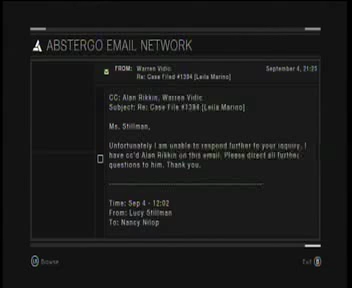 ABSTERGO EMAIL NETWORK
FROM: Warren Vidic September 4, 21:25
Re: Case Filed #1394 [Leila Marino]
CC: Alan Rikkin, Warren Vidic
Subject: Re: Case File #1394 [Leila Marino]
Ms. Stillman,
Unfortunately I am unable to respond further to your inquiry. I
have cc'd Alan Rikkin on this email. Please direct all further
questions to him. Thank you.
Time: Sep 4 - 12:02
From: Lucy Stillman
To: Nancy Nilop
Browse Exit